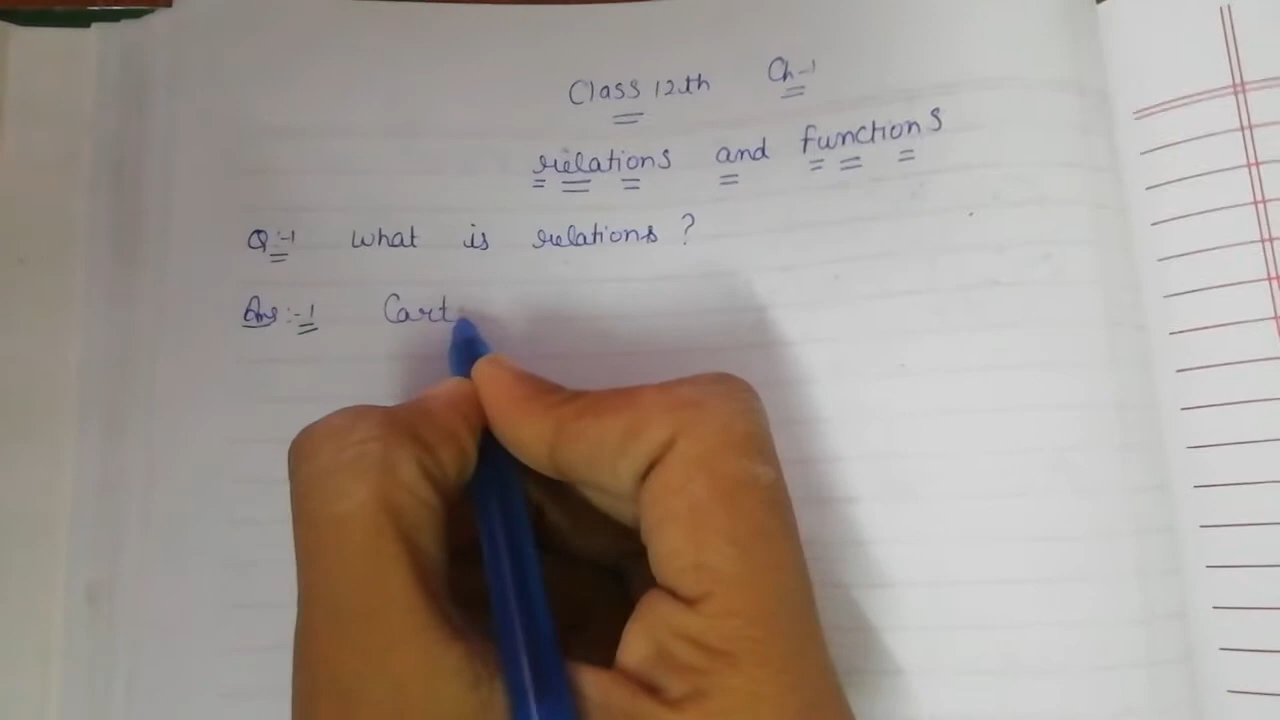 Class 12th Ch-1
relations and functions
Q:-1 What is relations ?
Ans:-1 Cart